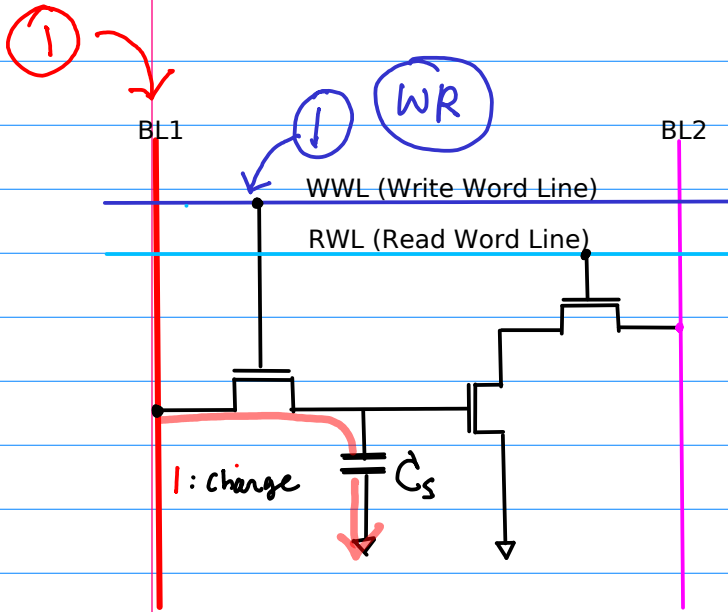 1
1 WR
BL1
BL2
WWL (Write Word Line)
RWL (Read Word Line)
1: charge Cs